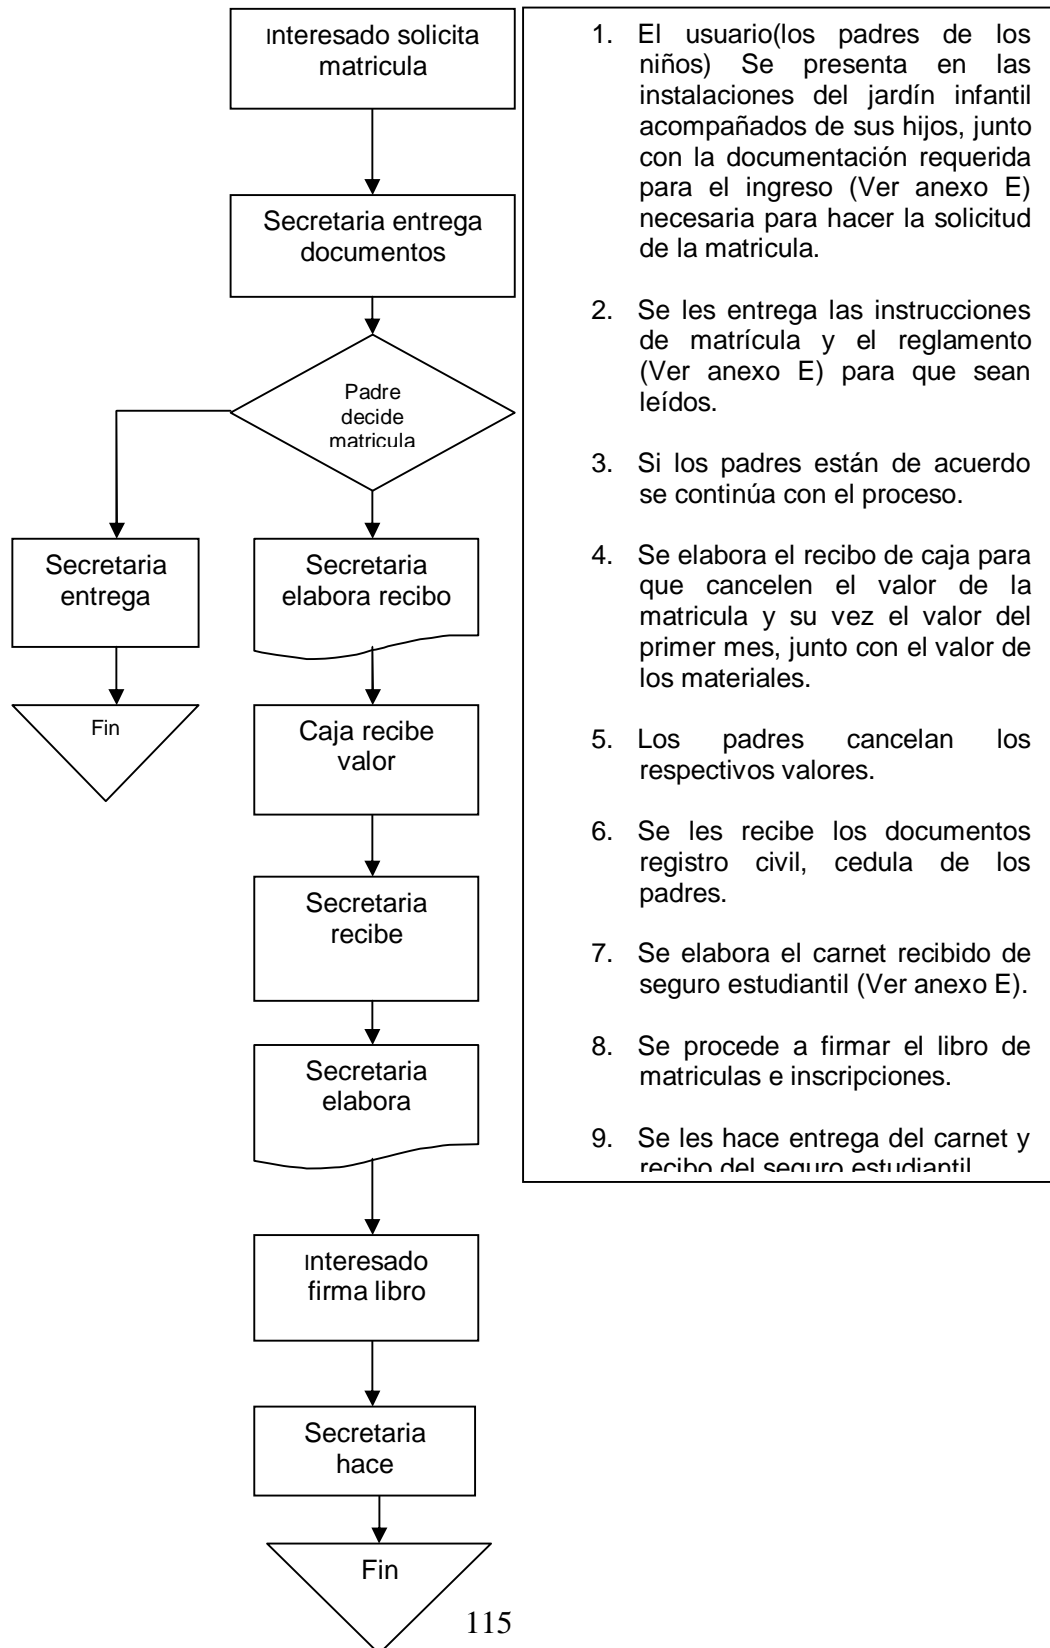 Interesado solicita
matricula
Secretaria entrega
documentos
Padre
decide
matricula
Secretaria
entrega
Fin
Secretaria
elabora recibo
Caja recibe
valor
Secretaria
recibe
Secretaria
elabora
Interesado
firma libro
Secretaria
hace
Fin
1. El usuario(los padres de los
niños) Se presenta en las
instalaciones del jardín infantil
acompañados de sus hijos, junto
con la documentación requerida
para el ingreso (Ver anexo E)
necesaria para hacer la solicitud
de la matricula.
2. Se les entrega las instrucciones
de matrícula y el reglamento
(Ver anexo E) para que sean
leídos.
3. Si los padres están de acuerdo
se continúa con el proceso.
4. Se elabora el recibo de caja para
que cancelen el valor de la
matricula y su vez el valor del
primer mes, junto con el valor de
los materiales.
5. Los padres cancelan los
respectivos valores.
6. Se les recibe los documentos
registro civil, cedula de los
padres.
7. Se elabora el carnet recibido de
seguro estudiantil (Ver anexo E).
8. Se procede a firmar el libro de
matriculas e inscripciones.
9. Se les hace entrega del carnet y
recibo del seguro estudiantil
115